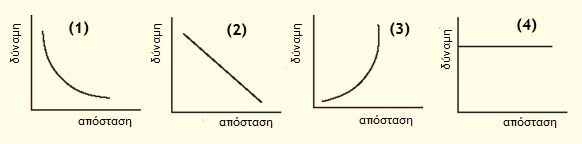 (1)
δύναμη
απόσταση
(2)
δύναμη
απόσταση
(3)
δύναμη
απόσταση
(4)
δύναμη
απόσταση